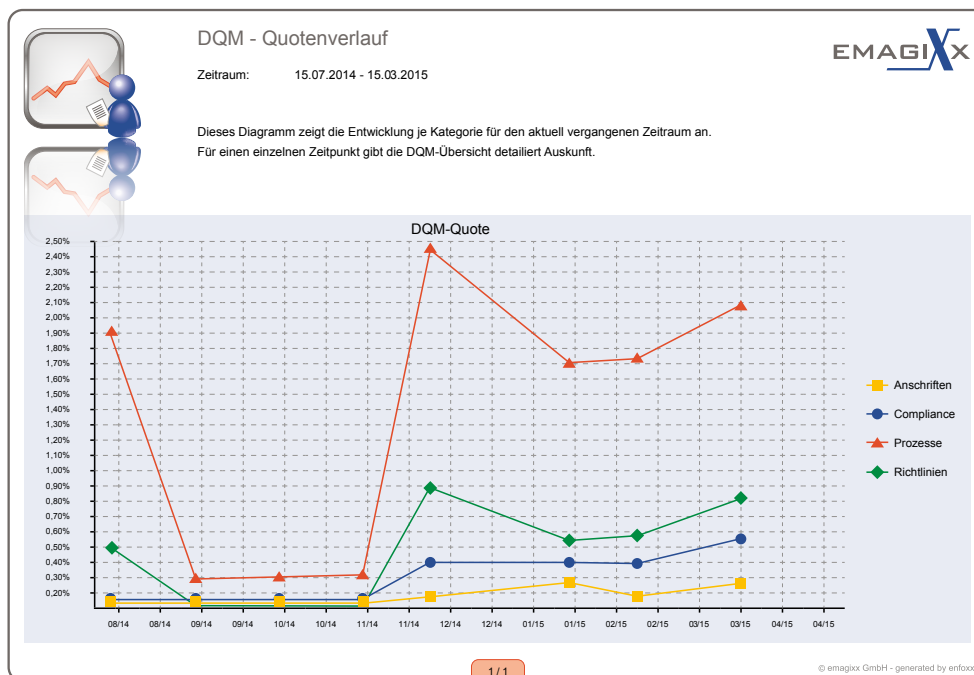 DQM - Quotenverlauf
EMAGIXX
Zeitraum: 15.07.2014 - 15.03.2015
Dieses Diagramm zeigt die Entwicklung je Kategorie für den aktuell vergangenen Zeitraum an.
Für einen einzelnen Zeitpunkt gibt die DQM-Übersicht detailiert Auskunft.
DQM-Quote
2,50%
2,40%
2,30%
2,20%
2,10%
1,90%
1,80%
1,70%
1,60%
1,50%
1,40%
1,30%
1,20%
1,10%
1,00%
0,90%
0,80%
0,70%
0,60%
0,50%
0,40%
0,30%
0,20%
Anschriften
Compliance
Prozesse
Richtlinien
08/14 08/14 09/14 09/14 10/14 10/14 11/14 11/14 12/14 12/14 01/15 01/15 02/15 02/15 03/15 03/15 04/15 04/15
1/1
© emagixx GmbH - generated by enfoxx